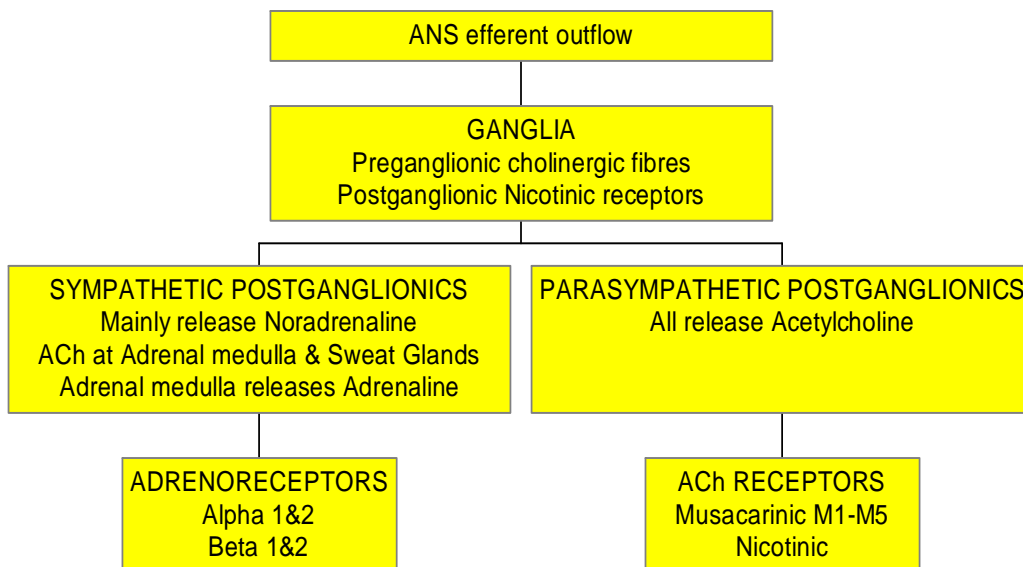 ANS efferent outflow
GANGLIA
Preganglionic cholinergic fibres
Postganglionic Nicotinic receptors
SYMPATHETIC POSTGANGLIONICS
Mainly release Noradrenaline
ACh at Adrenal medulla & Sweat Glands
Adrenal medulla releases Adrenaline
PARASYMPATHETIC POSTGANGLIONICS
All release Acetylcholine
ADRENORECEPTORS
Alpha 1&2
Beta 1&2
ACh RECEPTORS
Musacarinic M1-M5
Nicotinic